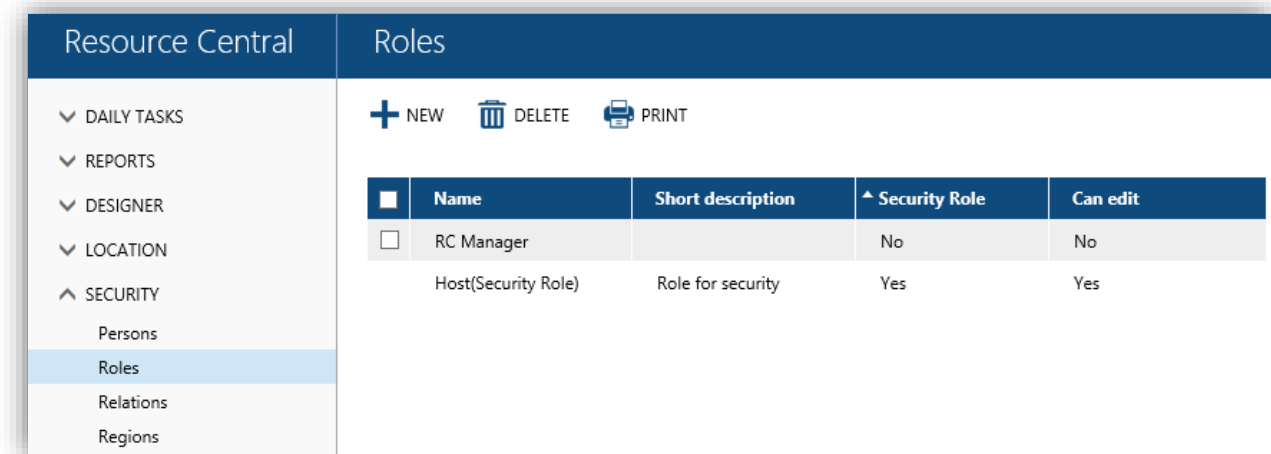 Resource Central
Roles
DAILY TASKS
REPORTS
DESIGNER
LOCATION
SECURITY
Persons
Roles
Relations
Regions
NEW DELETE PRINT
Name Short description Security Role Can edit
RC Manager No No
Host(Security Role) Role for security Yes Yes